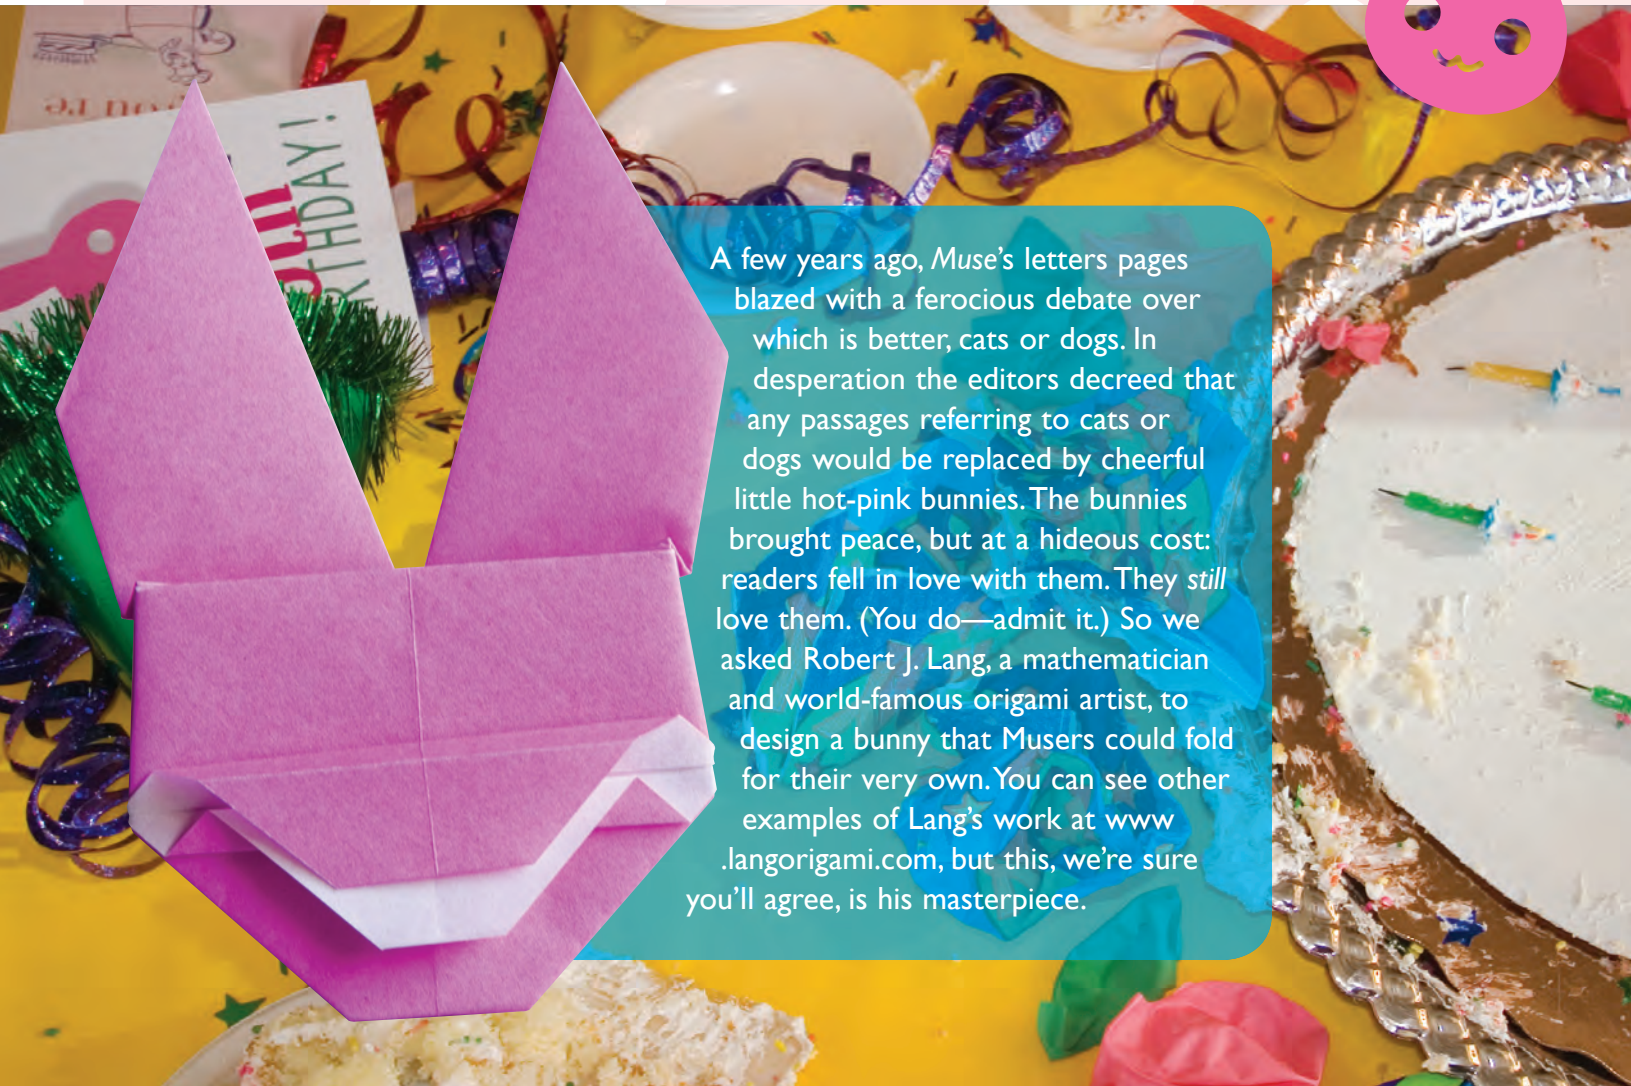 RTHDAY!
A few years ago, Muse's letters pages
blazed with a ferocious debate over
which is better, cats or dogs. In
desperation the editors decreed that
any passages referring to cats or
dogs would be replaced by cheerful
little hot-pink bunnies. The bunnies
brought peace, but at a hideous cost:
readers fell in love with them. They still
love them. (You do—admit it.) So we
asked Robert J. Lang, a mathematician
and world-famous origami artist, to
design a bunny that Musers could fold
for their very own. You can see other
examples of Lang's work at www
.langorigami.com, but this, we're sure
you'll agree, is his masterpiece.